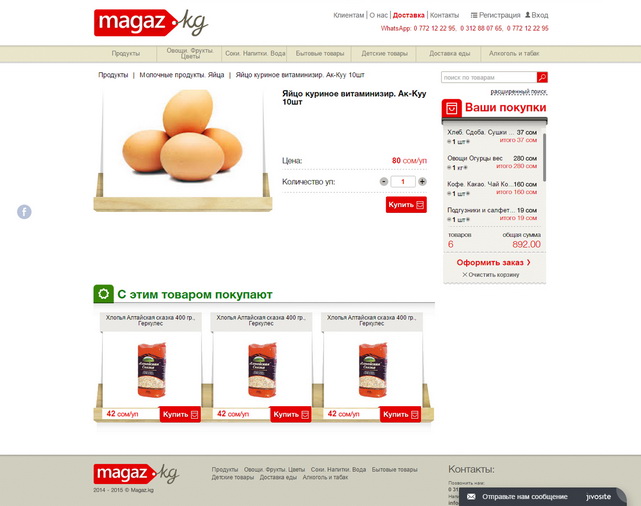 magaz.kg
Клиентам | О нас | Доставка | Контакты Регистрация Вход
WhatsApp: 0 772 12 22 95, 0 312 88 07 65, 0 772 12 22 95
Продукты
Овощи. Фрукты. Цветы
Соки. Напитки. Вода
Бытовые товары
Детские товары
Доставка еды
Алкоголь и табак
Продукты | Молочные продукты. Яйца | Яйцо куриное витаминизир. Ак-Куу 10шт
поиск по товарам
расширенный поиск
Яйцо куриное витаминизир. Ак-Куу
10шт
Цена: 80 сом/уп
Количество уп: - 1 +
Купить
Ваши покупки
Хлеб. Сдоба. Сушки ... 37 сом
1 шт итого 37 сом
Овощи Огурцы вес 280 сом
1 кг итого 280 сом
Кофе. Какао. Чай Ко... 160 сом
1 шт итого 160 сом
Подгузники и салфет... 19 сом
1 шт итого 19 сом
товаров общая сумма
6 892.00
Оформить заказ
Очистить корзину
f
С этим товаром покупают
Хлопья Алтайская сказка 400 гр.,
Геркулес
42 сом/уп Купить
Хлопья Алтайская сказка 400 гр.,
Геркулес
42 сом/уп Купить
Хлопья Алтайская сказка 400 гр.,
Геркулес
42 сом/уп Купить
magaz.kg
2014 - 2015 © Magaz.kg
Продукты Овощи. Фрукты. Цветы Соки. Напитки. Вода Бытовые товары
Детские товары Доставка еды Алкоголь и табак
Контакты:
Позвоните нам:
Отправьте нам сообщение jivosite